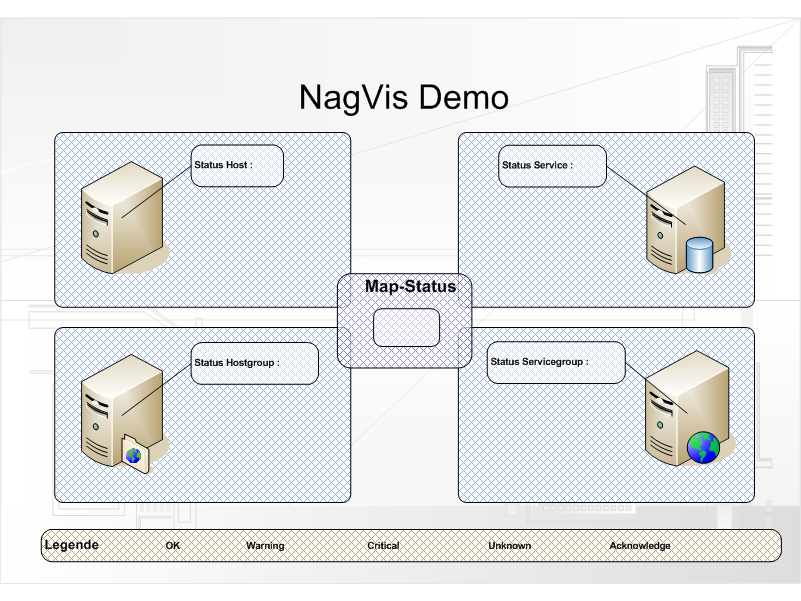 NagVis Demo
Status Host :
Status Service :
Map-Status
Status Hostgroup :
Status Servicegroup :
Legende OK Warning Critical Unknown Acknowledge